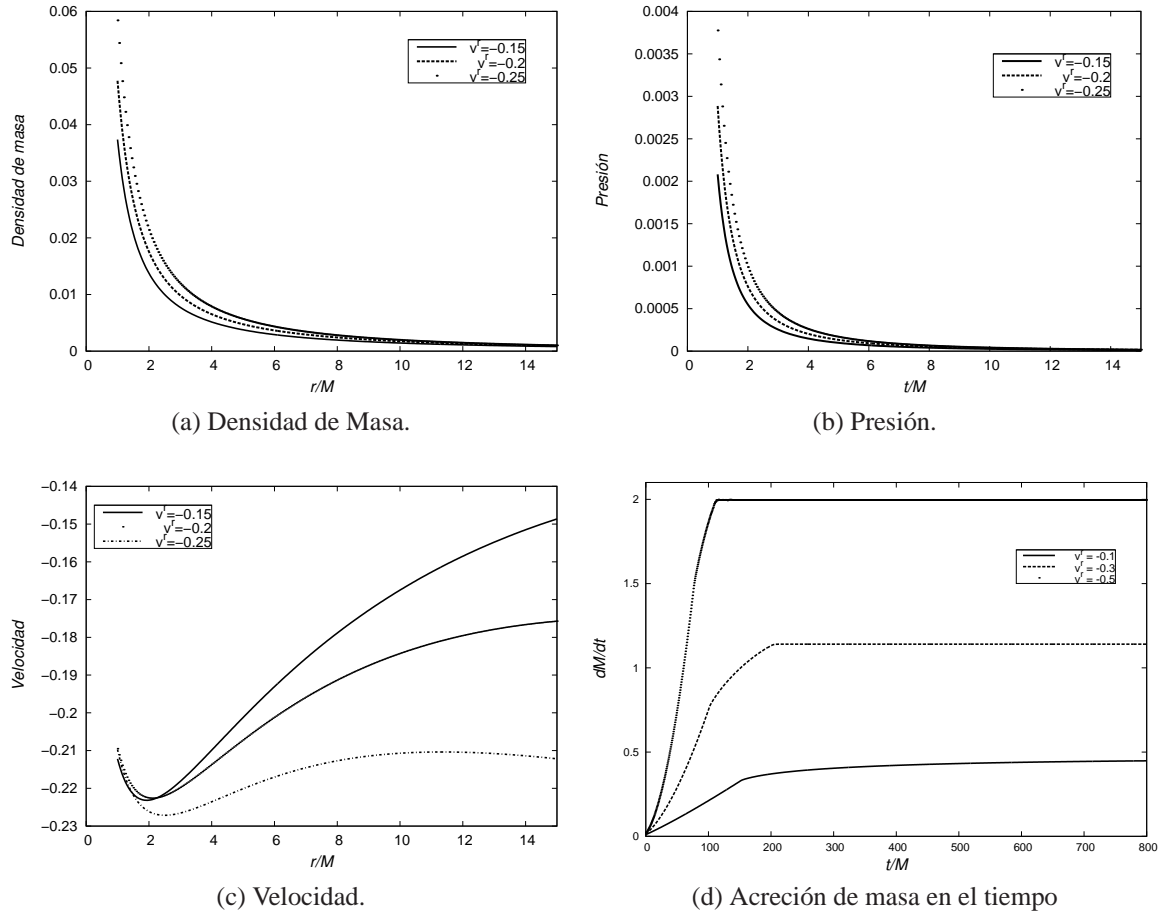 0.06
0.05
0.04
0.03
0.02
0.01
0
Densidad de masa
v^r=−0.15
v^r=−0.2
v^r=−0.25
0 2 4 6 8 10 12 14
r/M
(a) Densidad de Masa.
0.004
0.0035
0.003
0.0025
0.002
0.0015
0.001
0.0005
0
Presión
v^r=−0.15
v^r=−0.2
v^r=−0.25
0 2 4 6 8 10 12 14
t/M
(b) Presión.
−0.14
−0.15
−0.16
−0.17
−0.18
−0.19
−0.2
−0.21
−0.22
−0.23
Velocidad
v^r=−0.15
v^r=−0.2
v^r=−0.25
0 2 4 6 8 10 12 14
r/M
(c) Velocidad.
2
1.5
1
0.5
0
dM/dt
v^r = -0.1
v^r = -0.3
v^r = -0.5
0 100 200 300 400 500 600 700 800
t/M
(d) Acreción de masa en el tiempo